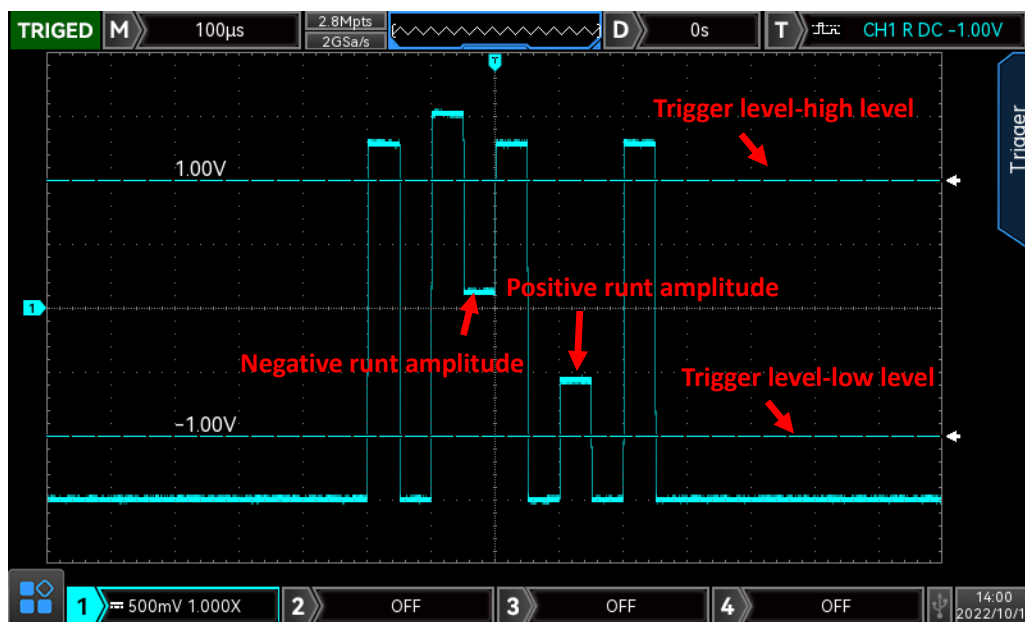 TRIGED M 100μs 2.8Mpts D 0s T CH1 R DC -1.00V
2GSa/s
T
Trigger
Trigger level-high level
1.00V
1
Positive runt amplitude
Negative runt amplitude
Trigger level-low level
-1.00V
1 500mV 1.000X 2 OFF 3 OFF 4 OFF 14:00
2022/10/1